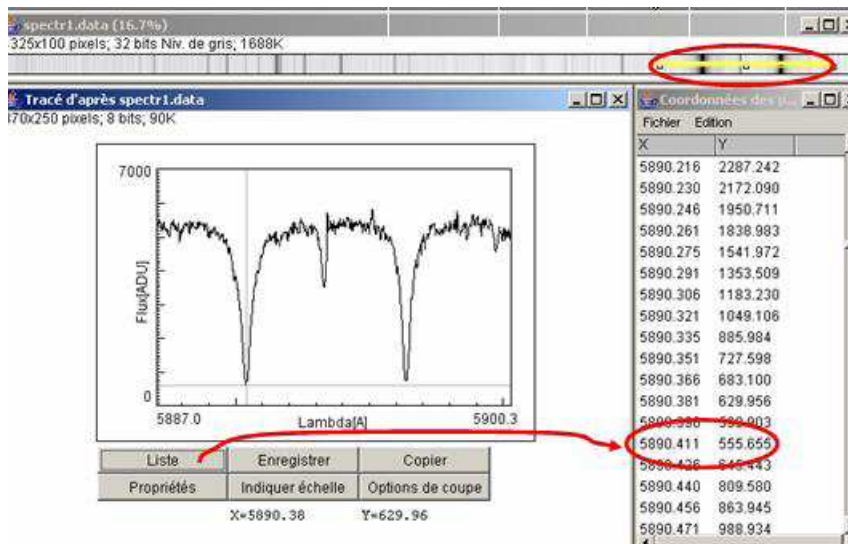 spectr1.data (16.7%)
325x100 pixels; 32 bits Niv. de gris; 1688K
Tracé d'après spectr1.data
870x250 pixels; 8 bits; 90K
7000
Flux[ADU]
0
5887.0
Lambda[A]
5900.3
Liste Enregistrer Copier
Propriétés Indiquer échelle Options de coupe
X=5890.38 Y=629.96
Coordonnées des
Fichier Edition
X Y
5890.216 2287.242
5890.230 2172.090
5890.246 1950.711
5890.261 1838.983
5890.275 1541.972
5890.291 1353.509
5890.306 1183.230
5890.321 1049.106
5890.335 885.984
5890.351 727.598
5890.366 683.100
5890.381 629.956
5890.411 555.655
5890.440 809.580
5890.456 863.945
5890.471 988.934